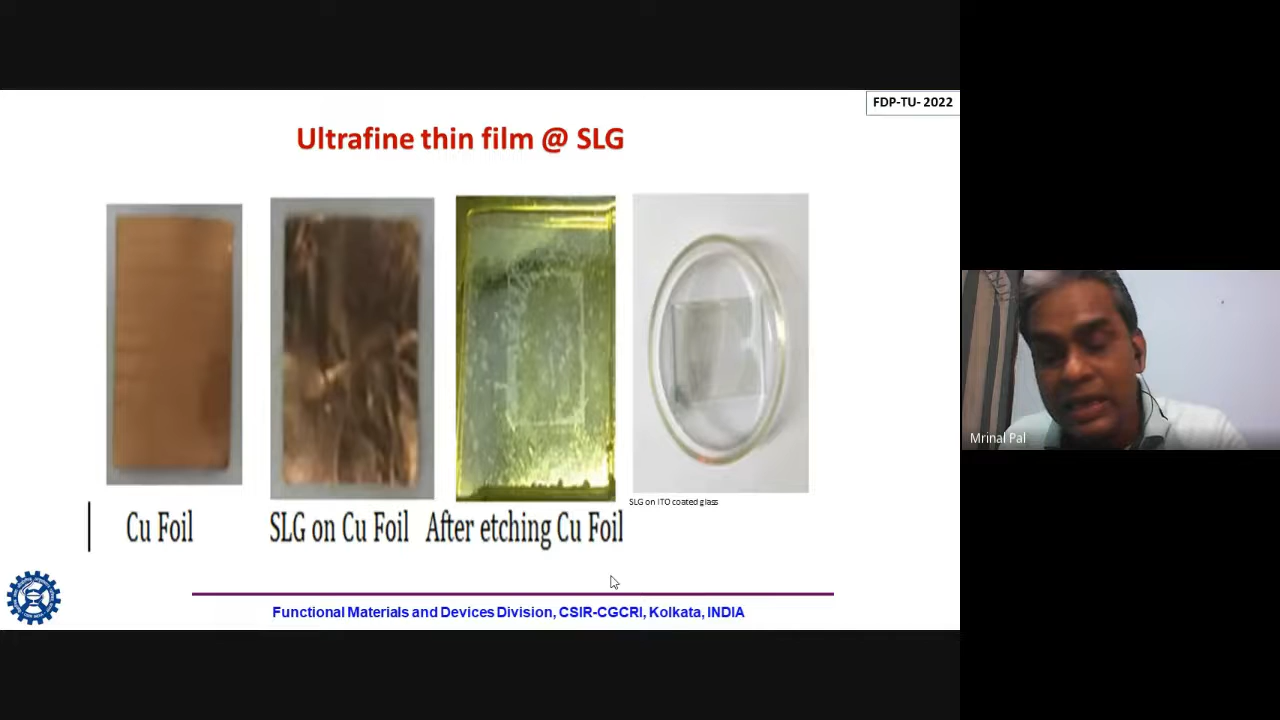 FDP-TU- 2022
Ultrafine thin film @ SLG
SLG on ITO coated glass
Cu Foil
SLG on Cu Foil
After etching Cu Foil
Mrinal Pal
Functional Materials and Devices Division, CSIR-CGCRI, Kolkata, INDIA